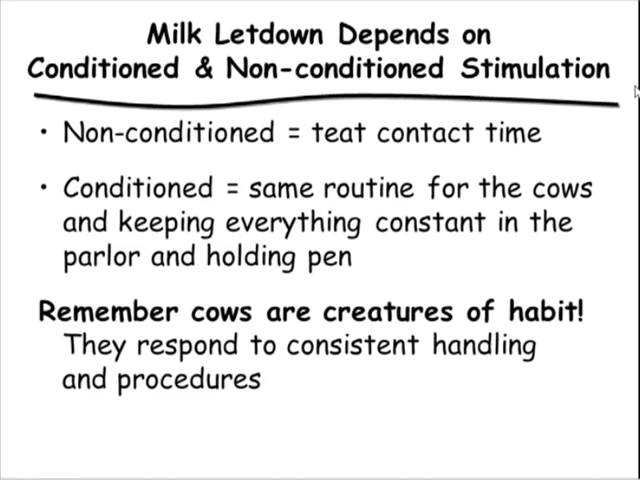 Milk Letdown Depends on
Conditioned & Non-conditioned Stimulation
• Non-conditioned = teat contact time
• Conditioned = same routine for the cows
and keeping everything constant in the
parlor and holding pen
Remember cows are creatures of habit!
They respond to consistent handling
and procedures